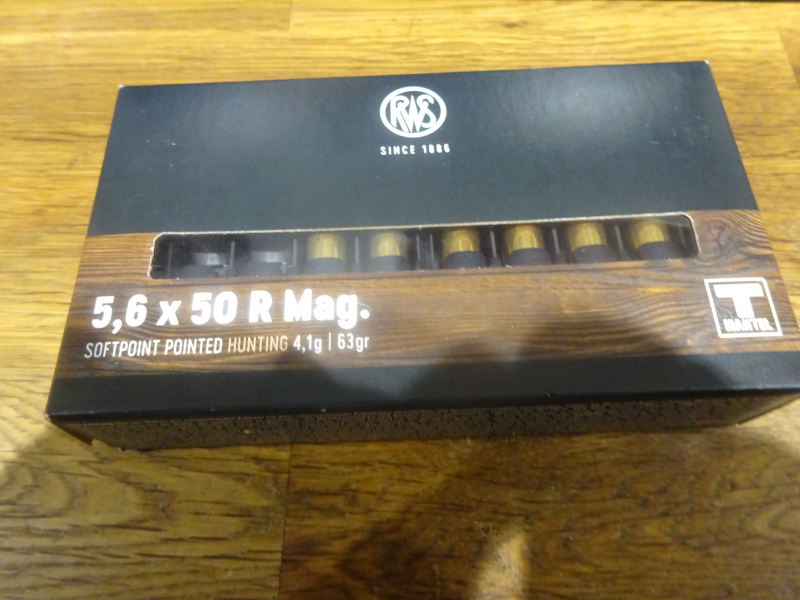 RWS
SINCE 1886
5,6 x 50 R Mag.
SOFTPOINT POINTED HUNTING 4,1g | 63gr
T
MANTEL